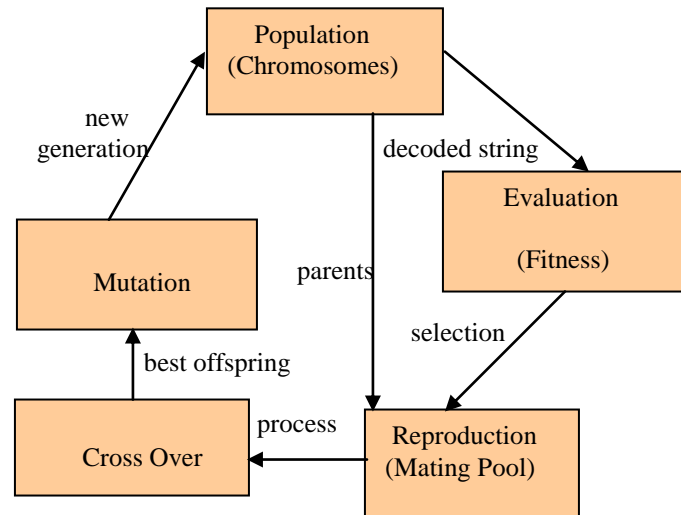 Population
(Chromosomes)
new
generation
decoded string
Evaluation
(Fitness)
parents
Mutation
selection
best offspring
process
Reproduction
(Mating Pool)
Cross Over